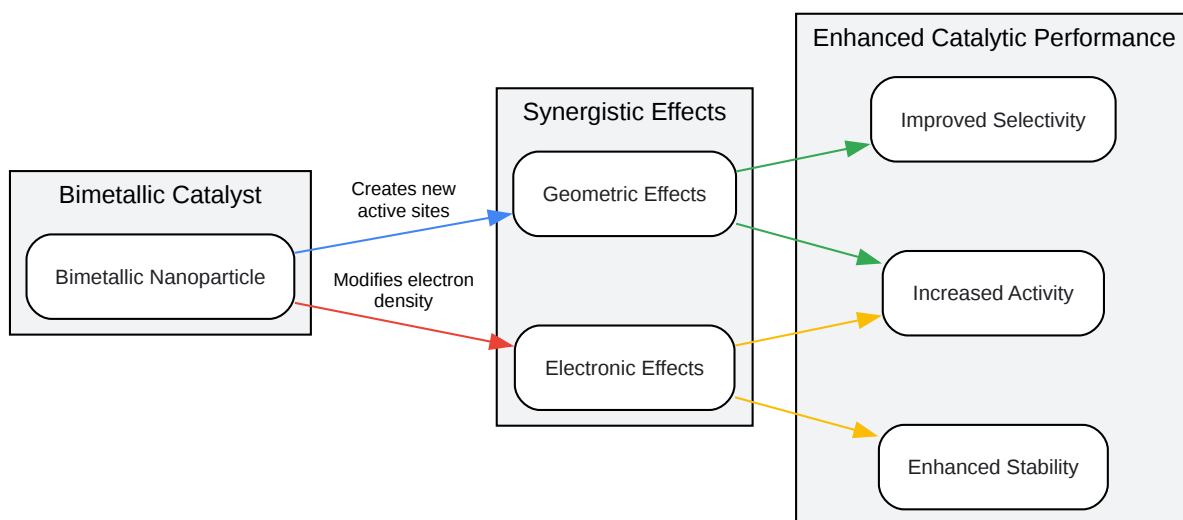 Bimetallic Catalyst
Bimetallic Nanoparticle
Creates new
active sites
Modifies electron
density
Synergistic Effects
Geometric Effects
Electronic Effects
Enhanced Catalytic Performance
Improved Selectivity
Increased Activity
Enhanced Stability